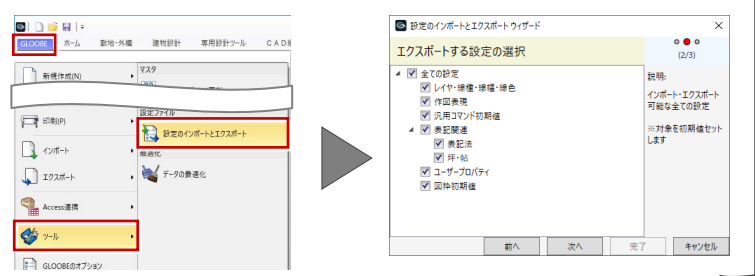 GLOOBE ホーム 敷地・外構 建物設計 専用設計ツール CAD
新規作成(N)
マスタ
設定ファイル
印刷(P)
設定のインポートとエクスポート
インポート
最適化
エクスポート
データの最適化
Access連携
ツール
GLOOBEのオプション
設定のインポートとエクスポート ウィザード
エクスポートする設定の選択
(2/3)
全ての設定
レイヤ・線種・線幅・線色
作図表現
汎用コマンド初期値
表記関連
表記法
坪・帖
ユーザープロパティ
図枠初期値
説明:
インポート・エクスポート
可能な全ての設定
※対象を初期値セット
します
前へ 次へ 完了 キャンセル